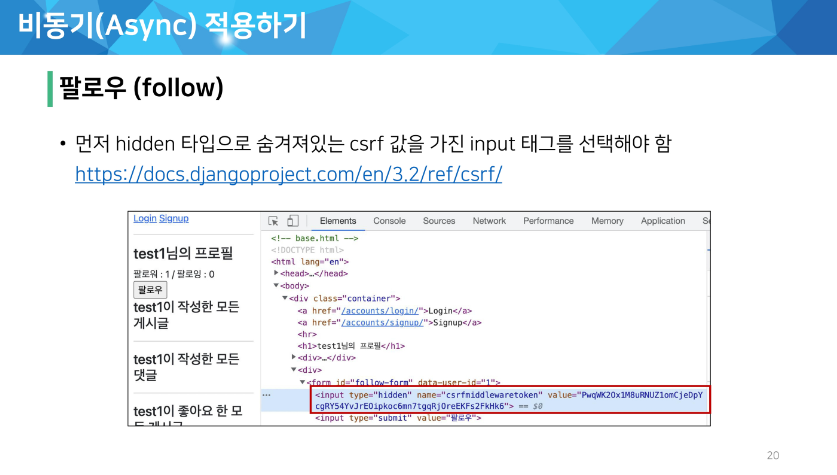 비동기(Async) 적용하기
팔로우 (follow)
• 먼저 hidden 타입으로 숨겨져있는 csrf 값을 가진 input 태그를 선택해야 함
https://docs.djangoproject.com/en/3.2/ref/csrf/
Login Signup
test1님의 프로필
팔로워 : 1 / 팔로잉 : 0
팔로우
test1이 작성한 모든
게시글
test1이 작성한 모든
댓글
test1이 좋아요 한 모
든 게시글
Elements Console Sources Network Performance Memory Application
<!-- base.html -->
<!DOCTYPE html>
<html lang="en">
▶<head>…</head>
▼<body>
▼<div class="container">
<a href="/accounts/login/">Login</a>
<a href="/accounts/signup/">Signup</a>
<hr>
<h1>test1님의 프로필</h1>
▶<div>…</div>
▼<div>
▼<form id="follow-form" data-user-id="1">
<input type="hidden" name="csrfmiddlewaretoken" value="PwqWK2Ox1M8uRNUZ1omCjeDpY
cgRY54YvJrEOipkoc6mn7tgqRjOreEKFs2FkHk6"> == $0
<input type="submit" value="팔로우">
20